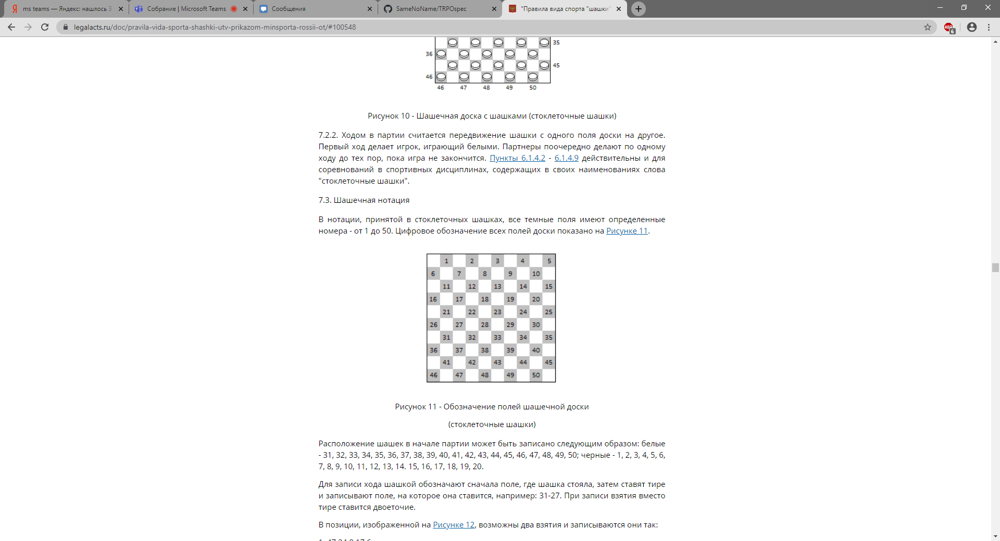 ms teams — Яндекс: нашлось
Собрание | Microsoft Teams
Сообщения
SameNoName/TRPOspec
"Правила вида спорта "шашки"
legalacts.ru/doc/pravila-vida-sporta-shashki-utv-prikazom-minsporta-rossii-ot/#100548
ABP
6
35
36
45
46
46 47 48 49 50
Рисунок 10 - Шашечная доска с шашками (стоклеточные шашки)
7.2.2. Ходом в партии считается передвижение шашки с одного поля доски на другое.
Первый ход делает игрок, играющий белыми. Партнеры поочередно делают по одному
ходу до тех пор, пока игра не закончится. Пункты 6.1.4.2 - 6.1.4.9 действительны и для
соревнований в спортивных дисциплинах, содержащих в своих наименованиях слова
"стоклеточные шашки".
7.3. Шашечная нотация
В нотации, принятой в стоклеточных шашках, все темные поля имеют определенные
номера - от 1 до 50. Цифровое обозначение всех полей доски показано на Рисунке 11.
1 2 3 4 5
6 7 8 9 10
11 12 13 14 15
16 17 18 19 20
21 22 23 24 25
26 27 28 29 30
31 32 33 34 35
36 37 38 39 40
41 42 43 44 45
46 47 48 49 50
Рисунок 11 - Обозначение полей шашечной доски
(стоклеточные шашки)
Расположение шашек в начале партии может быть записано следующим образом: белые
- 31, 32, 33, 34, 35, 36, 37, 38, 39, 40, 41, 42, 43, 44, 45, 46, 47, 48, 49, 50; черные - 1, 2, 3, 4, 5, 6,
7, 8, 9, 10, 11, 12, 13, 14. 15, 16, 17, 18, 19, 20.
Для записи хода шашкой обозначают сначала поле, где шашка стояла, затем ставят тире
и записывают поле, на которое она ставится, например: 31-27. При записи взятия вместо
тире ставится двоеточие.
В позиции, изображенной на Рисунке 12, возможны два взятия и записываются они так: